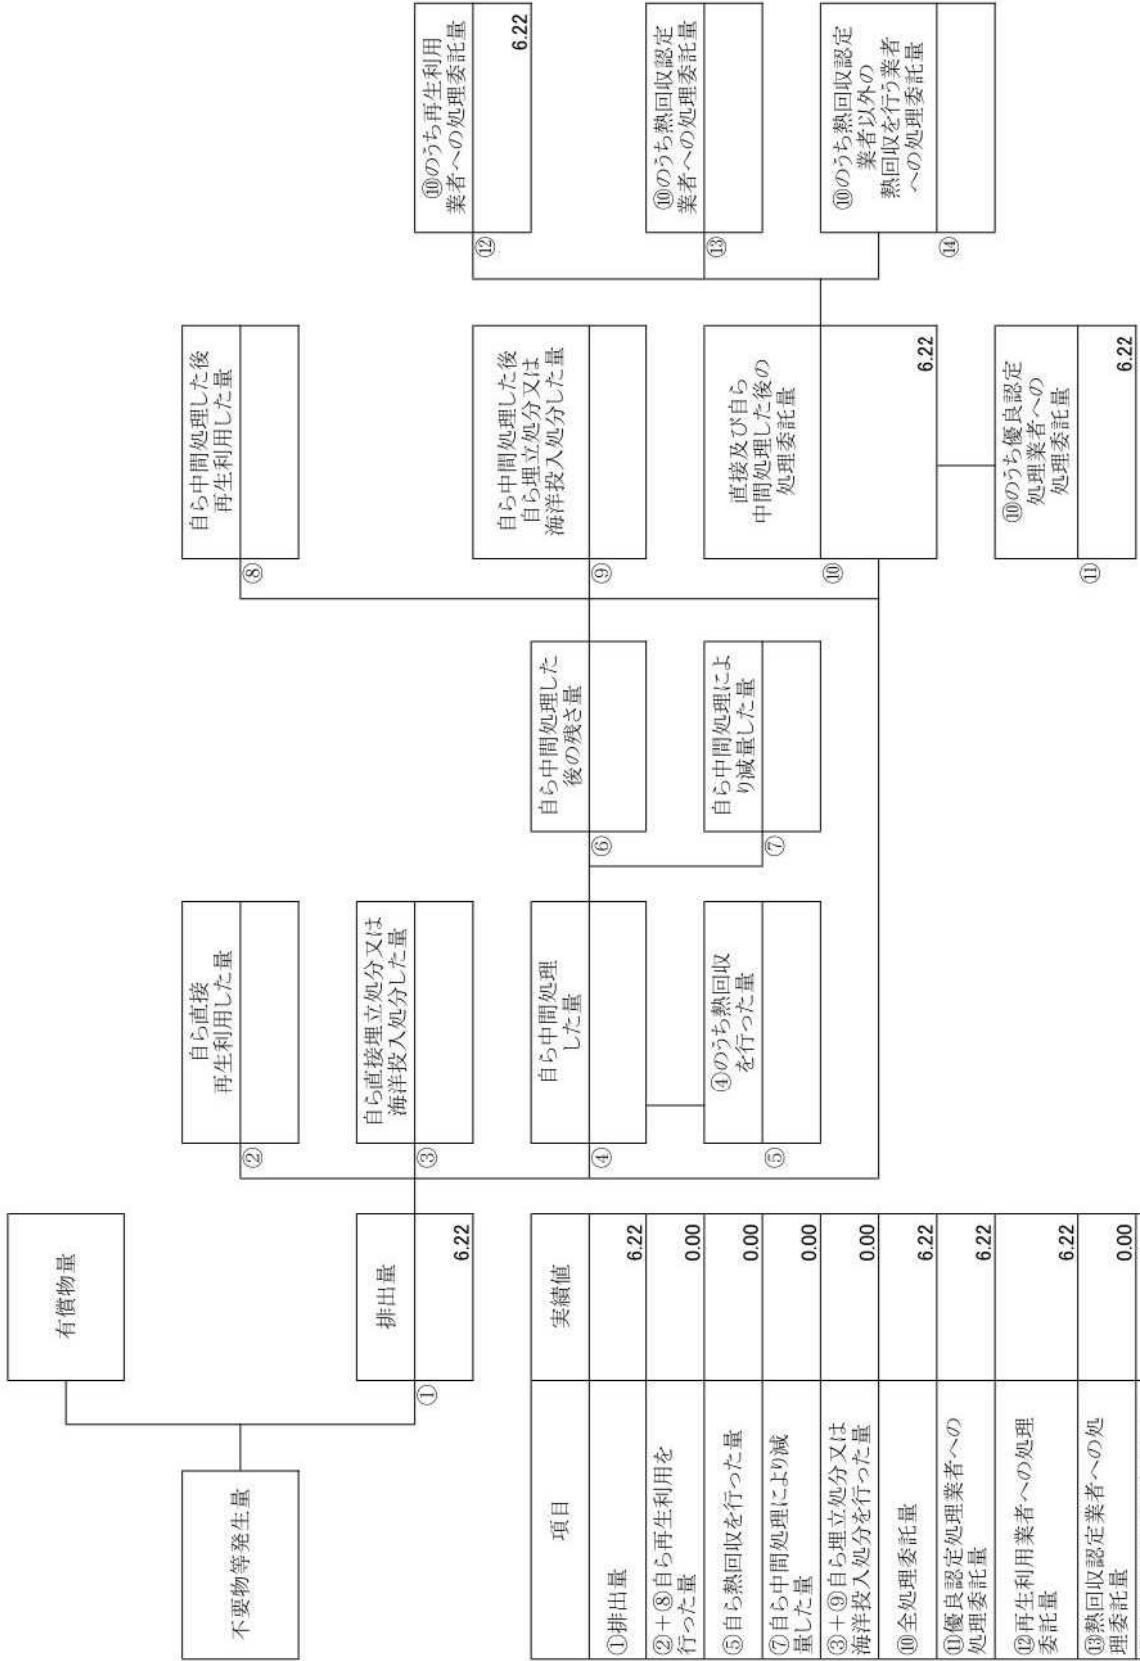 不要物等発生量
有償物量
排出量
①
6.22
自ら直接
再生利用した量
②
自ら直接埋立処分又は
海洋投入処分した量
③
自ら中間処理
した量
④
④のうち熱回収
を行った量
⑤
自ら中間処理した
後の残さ量
⑥
自ら中間処理によ
り減量した量
⑦
自ら中間処理した後
再生利用した量
⑧
自ら中間処理した後
自ら埋立処分又は
海洋投入処分した量
⑨
直接及び自ら
中間処理した後の
処理委託量
⑩
6.22
⑩のうち優良認定
処理業者への
処理委託量
⑪
6.22
⑩のうち再生利用
業者への処理委託量
⑫
6.22
⑩のうち熱回収認定
業者への処理委託量
⑬
⑩のうち熱回収認定
業者以外の
熱回収を行う業者
への処理委託量
⑭
項目 実績値
①排出量 6.22
②+⑧自ら再生利用を
行った量 0.00
⑤自ら熱回収を行った量 0.00
⑦自ら中間処理により減
量した量 0.00
③+⑨自ら埋立処分又は
海洋投入処分を行った量 0.00
⑩全処理委託量 6.22
⑪優良認定処理業者への
処理委託量 6.22
⑫再生利用業者への処理
委託量 6.22
⑬熱回収認定業者への処
理委託量 0.00